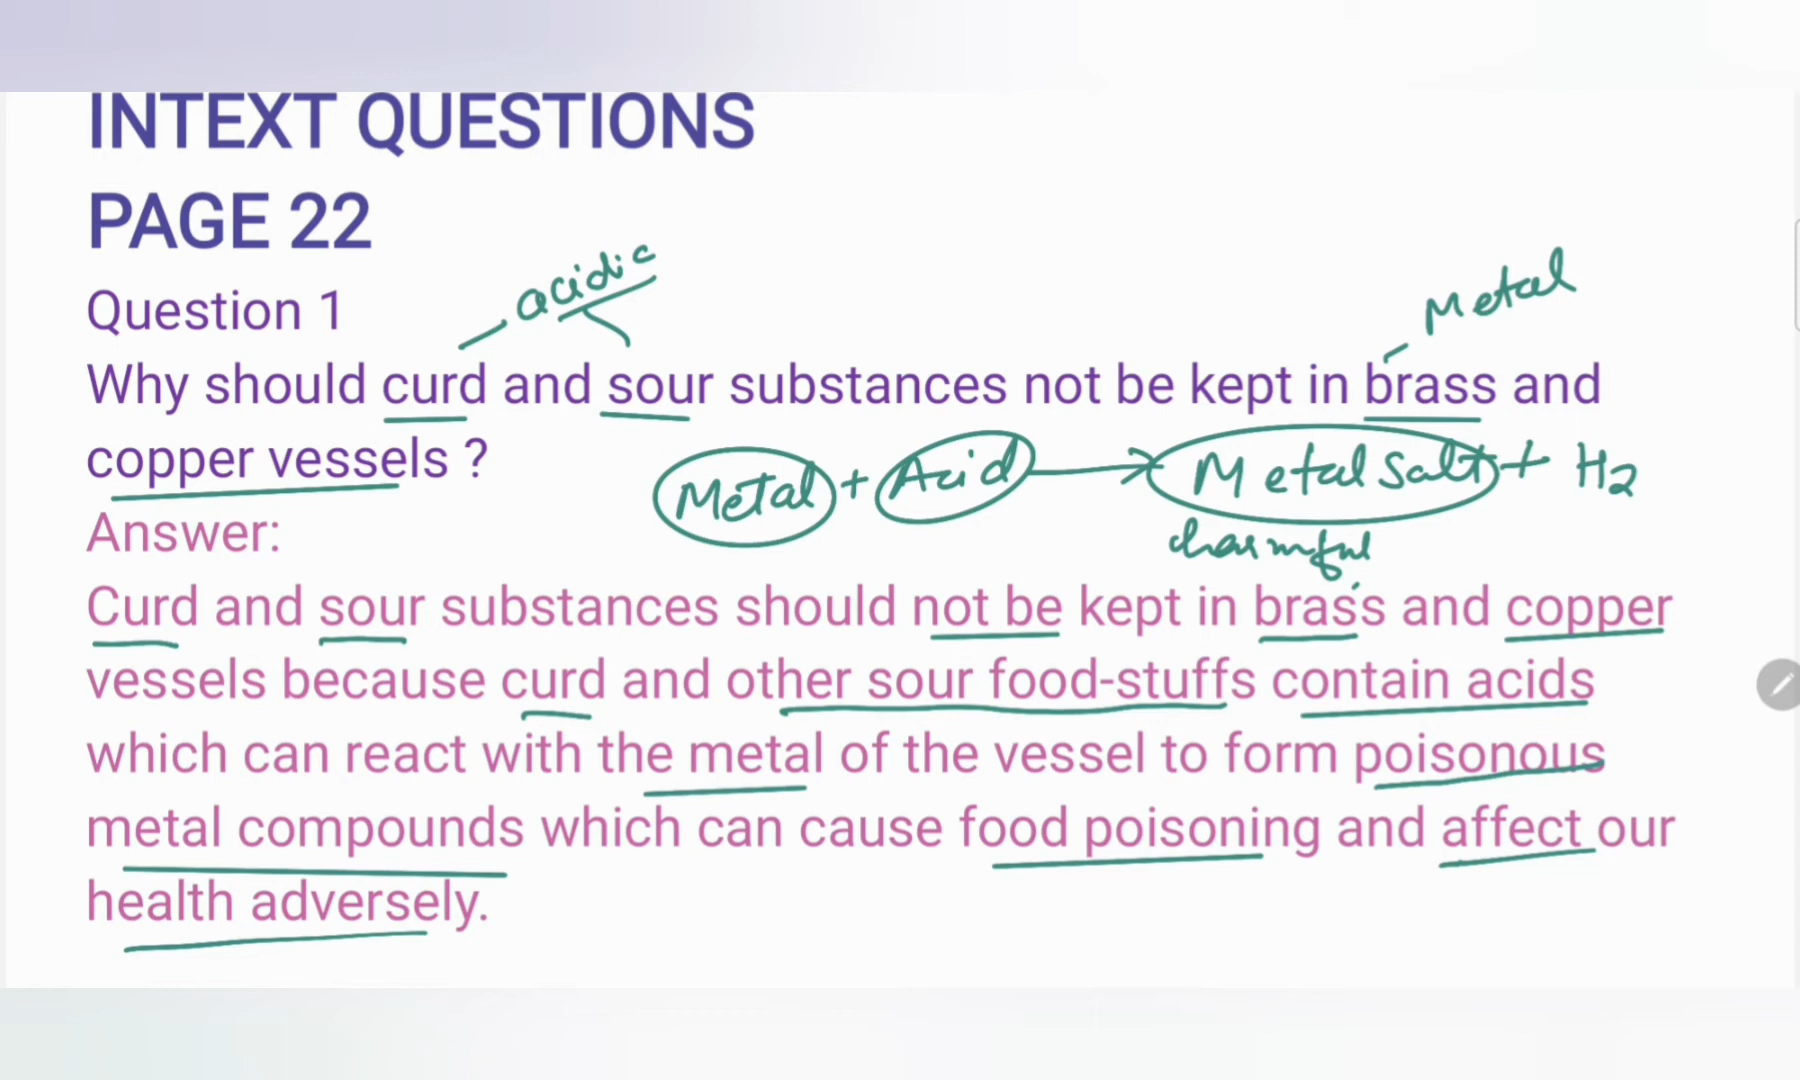 INTEXT QUESTIONS
PAGE 22
acidic
Metal
Question 1
Why should curd and sour substances not be kept in brass and
copper vessels ?
Metal + Acid → Metal Salt + H2
harmful
Answer:
Curd and sour substances should not be kept in brass and copper
vessels because curd and other sour food-stuffs contain acids
which can react with the metal of the vessel to form poisonous
metal compounds which can cause food poisoning and affect our
health adversely.